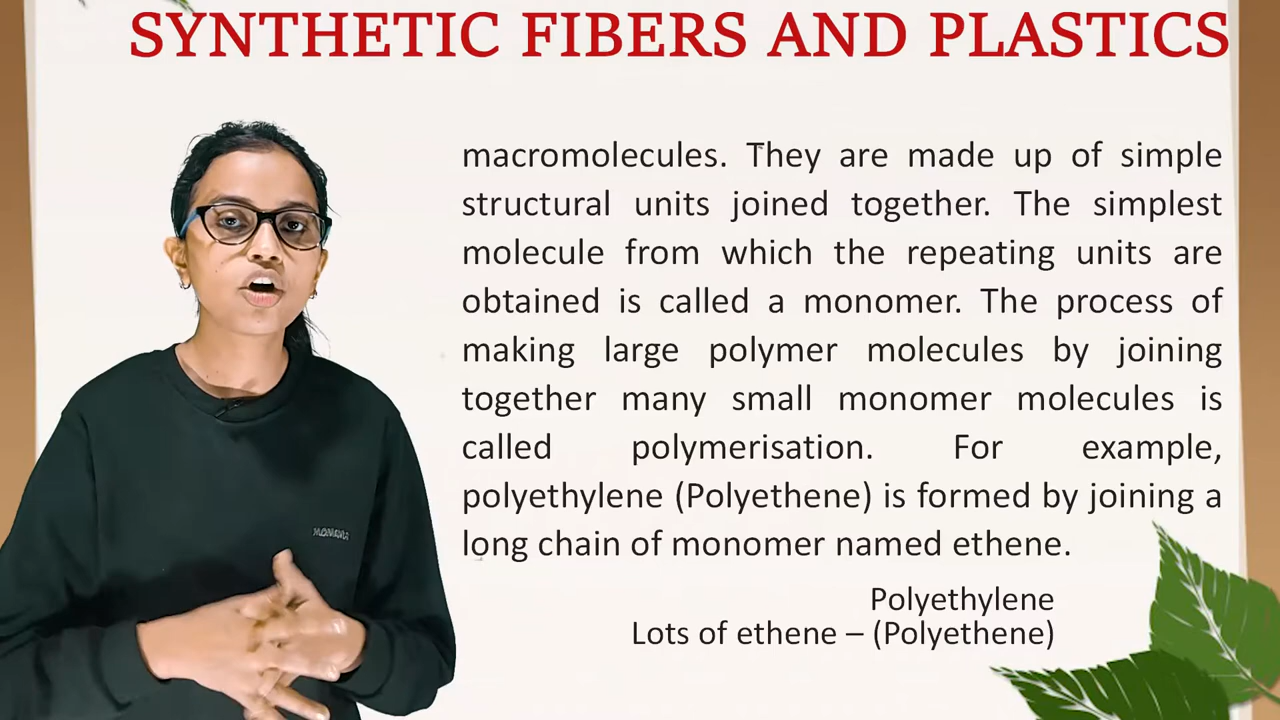 SYNTHETIC FIBERS AND PLASTICS
macromolecules. They are made up of simple
structural units joined together. The simplest
molecule from which the repeating units are
obtained is called a monomer. The process of
making large polymer molecules by joining
together many small monomer molecules is
called polymerisation. For example,
polyethylene (Polyethene) is formed by joining a
long chain of monomer named ethene.
Polyethylene
Lots of ethene – (Polyethene)